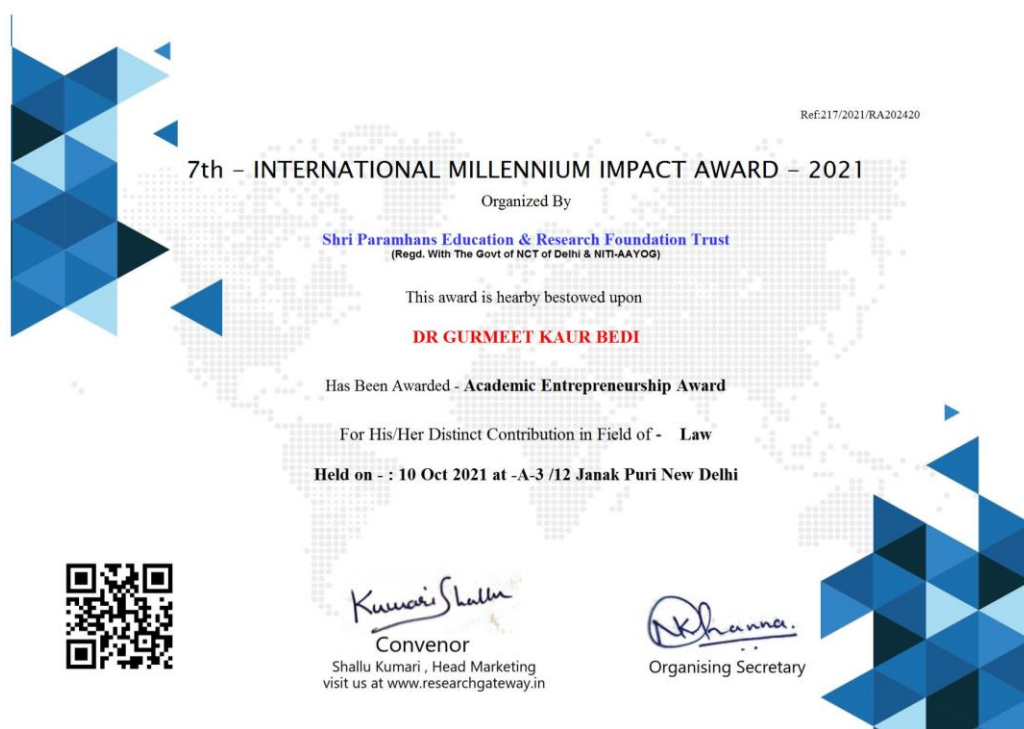 Ref:217/2021/RA202420
7th – INTERNATIONAL MILLENNIUM IMPACT AWARD – 2021
Organized By
Shri Paramhans Education & Research Foundation Trust
(Regd. With The Govt of NCT of Delhi & NITI-AAYOG)
This award is hearby bestowed upon
DR GURMEET KAUR BEDI
Has Been Awarded - Academic Entrepreneurship Award
For His/Her Distinct Contribution in Field of - Law
Held on - : 10 Oct 2021 at -A-3 /12 Janak Puri New Delhi
Kumari Shallu
NKhanna.
Convenor
Shallu Kumari , Head Marketing
visit us at www.researchgateway.in
Organising Secretary